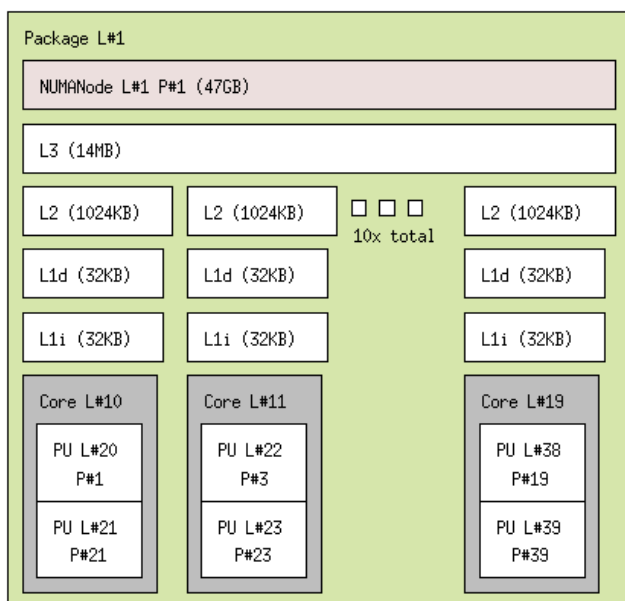 Package L#1
NUMANode L#1 P#1 (47GB)
L3 (14MB)
L2 (1024KB) L2 (1024KB) L2 (1024KB)
10x total
L1d (32KB) L1d (32KB) L1d (32KB)
L1i (32KB) L1i (32KB) L1i (32KB)
Core L#10 Core L#11 Core L#19
PU L#20 PU L#22 PU L#38
P#1 P#3 P#19
PU L#21 PU L#23 PU L#39
P#21 P#23 P#39